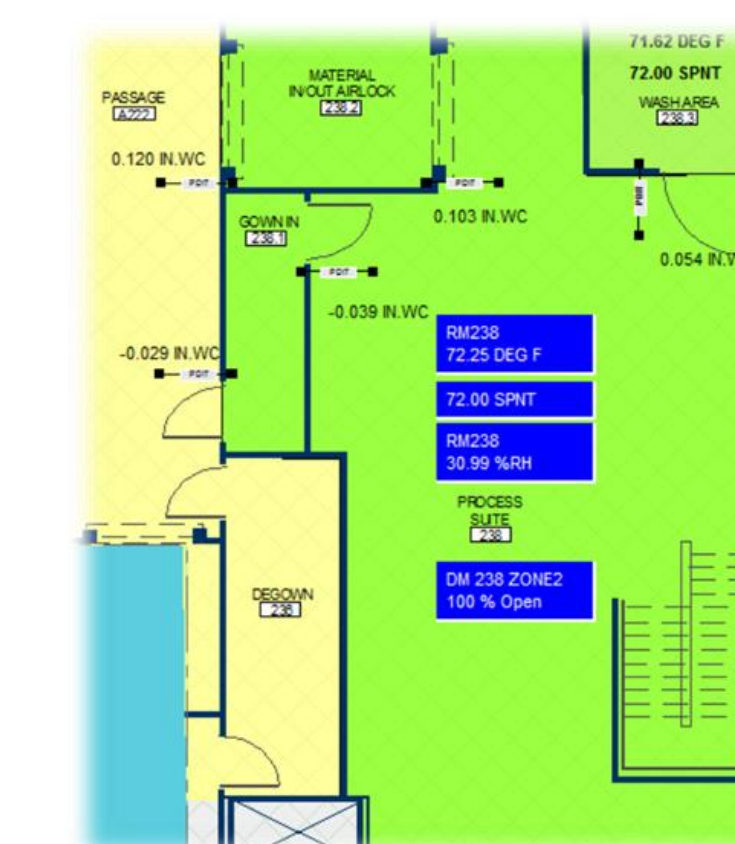 71.62 DEG F
72.00 SPNT
WASH AREA
238.3
MATERIAL
IN/OUT AIRLOCK
238.2
PASSAGE
A222
0.120 IN.WC
PDIT
PDIT
PDIT
0.103 IN.WC
GOWN IN
238.1
0.054 IN.W
PDIT
-0.039 IN.WC
RM238
72.25 DEG F
-0.029 IN.WC
PDIT
72.00 SPNT
RM238
30.99 %RH
PROCESS
SUITE
238
DM 238 ZONE2
100 % Open
DEGOWN
236